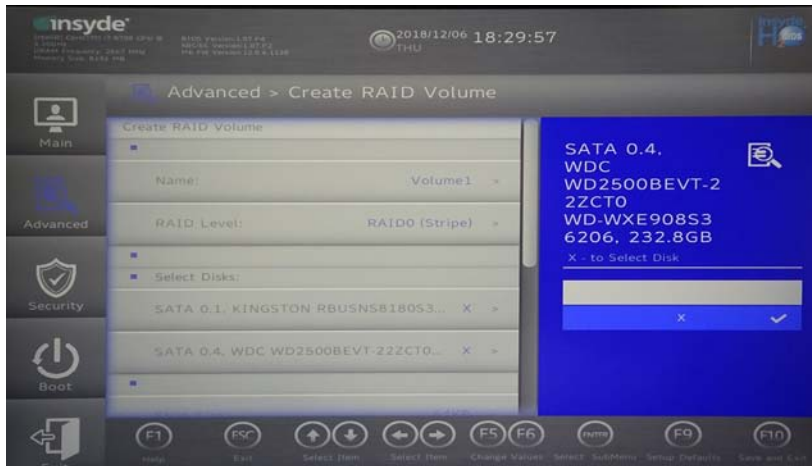 insyde®
2018/12/06 18:29:57
THU
Advanced > Create RAID Volume
Main
Advanced
Security
Boot
Create RAID Volume
Name: Volume1 >
RAID Level: RAID0 (Stripe) >
Select Disks:
SATA 0.1, KINGSTON RBUSNS8180S3... X >
SATA 0.4, WDC WD2500BEVT-22ZCT0... X >
SATA 0.4,
WDC
WD2500BEVT-2
2ZCT0
WD-WXE908S3
6206, 232.8GB
X - to Select Disk
X
F1 ESC F5 F6 ENTER F9 F10
Help Exit Select Item Select Item Change Values Select SubMenu Setup Defaults Save and Exit